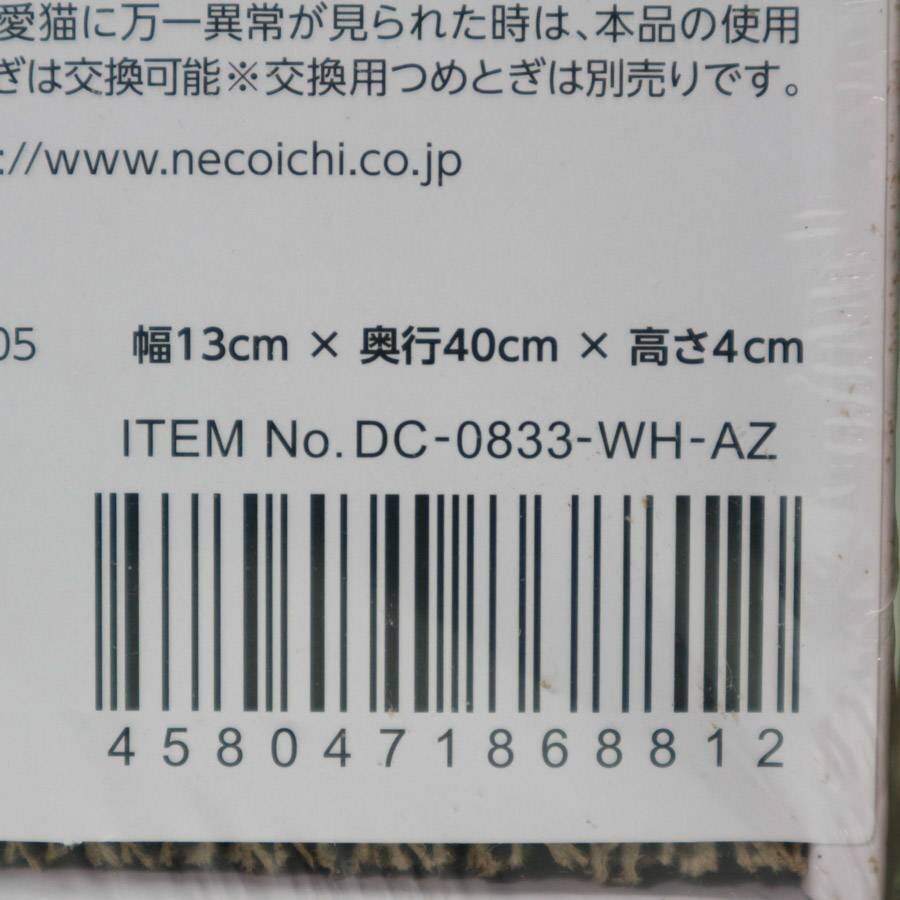 愛猫に万一異常が見られた時は、本品の使用
ぎは交換可能※交換用つめとぎは別売りです。
://www.necoichi.co.jp
05 幅13cm × 奥行40cm × 高さ4cm
ITEM No. DC-0833-WH-AZ
4580471868812